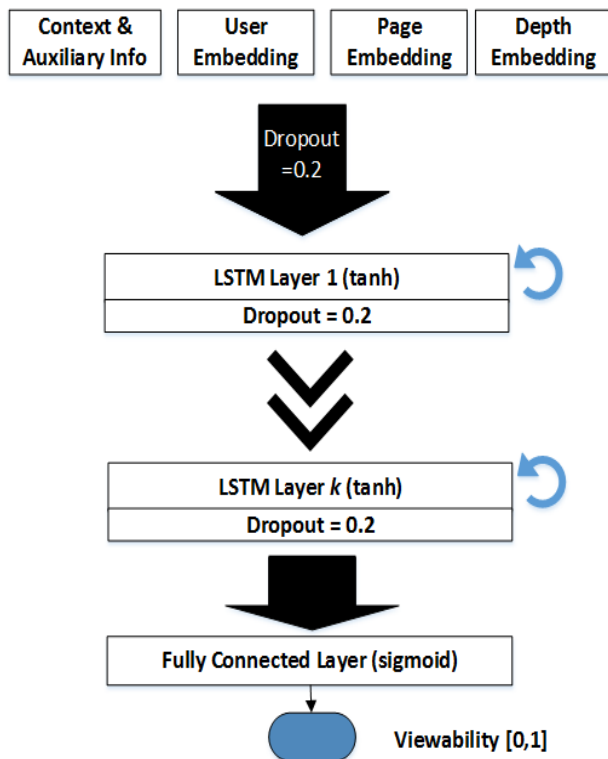 Context &
Auxiliary Info
User
Embedding
Page
Embedding
Depth
Embedding
Dropout
=0.2
LSTM Layer 1 (tanh)
Dropout = 0.2
LSTM Layer k (tanh)
Dropout = 0.2
Fully Connected Layer (sigmoid)
Viewability [0,1]